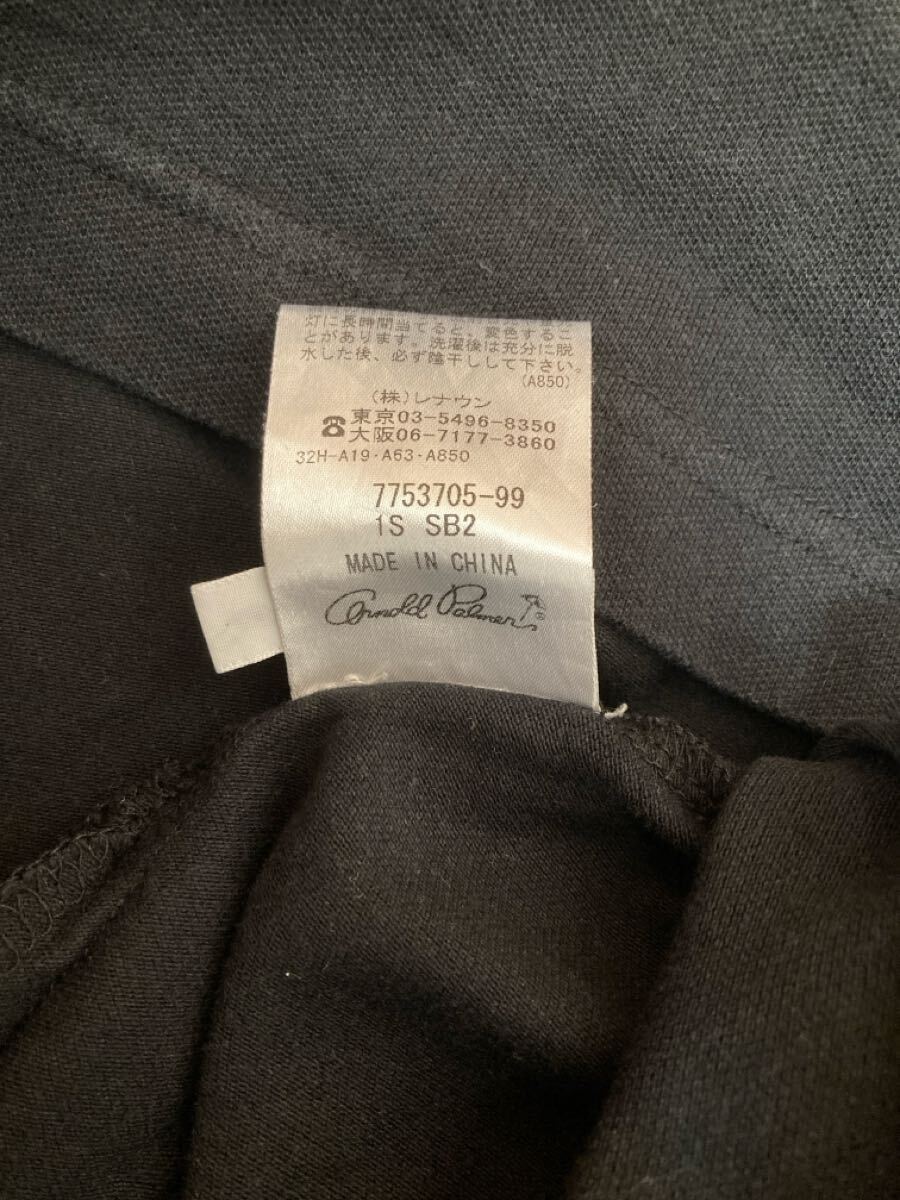 灯に長時間当てると、変色するこ
とがあります。洗濯後は充分に脱
水した後、必ず陰干しして下さい。
(A850)
(株)レナウン
☎東京03-5496-8350
大阪06-7177-3860
32H-A19・A63・A850
7753705-99
1S SB2
MADE IN CHINA
Arnold Palmer®